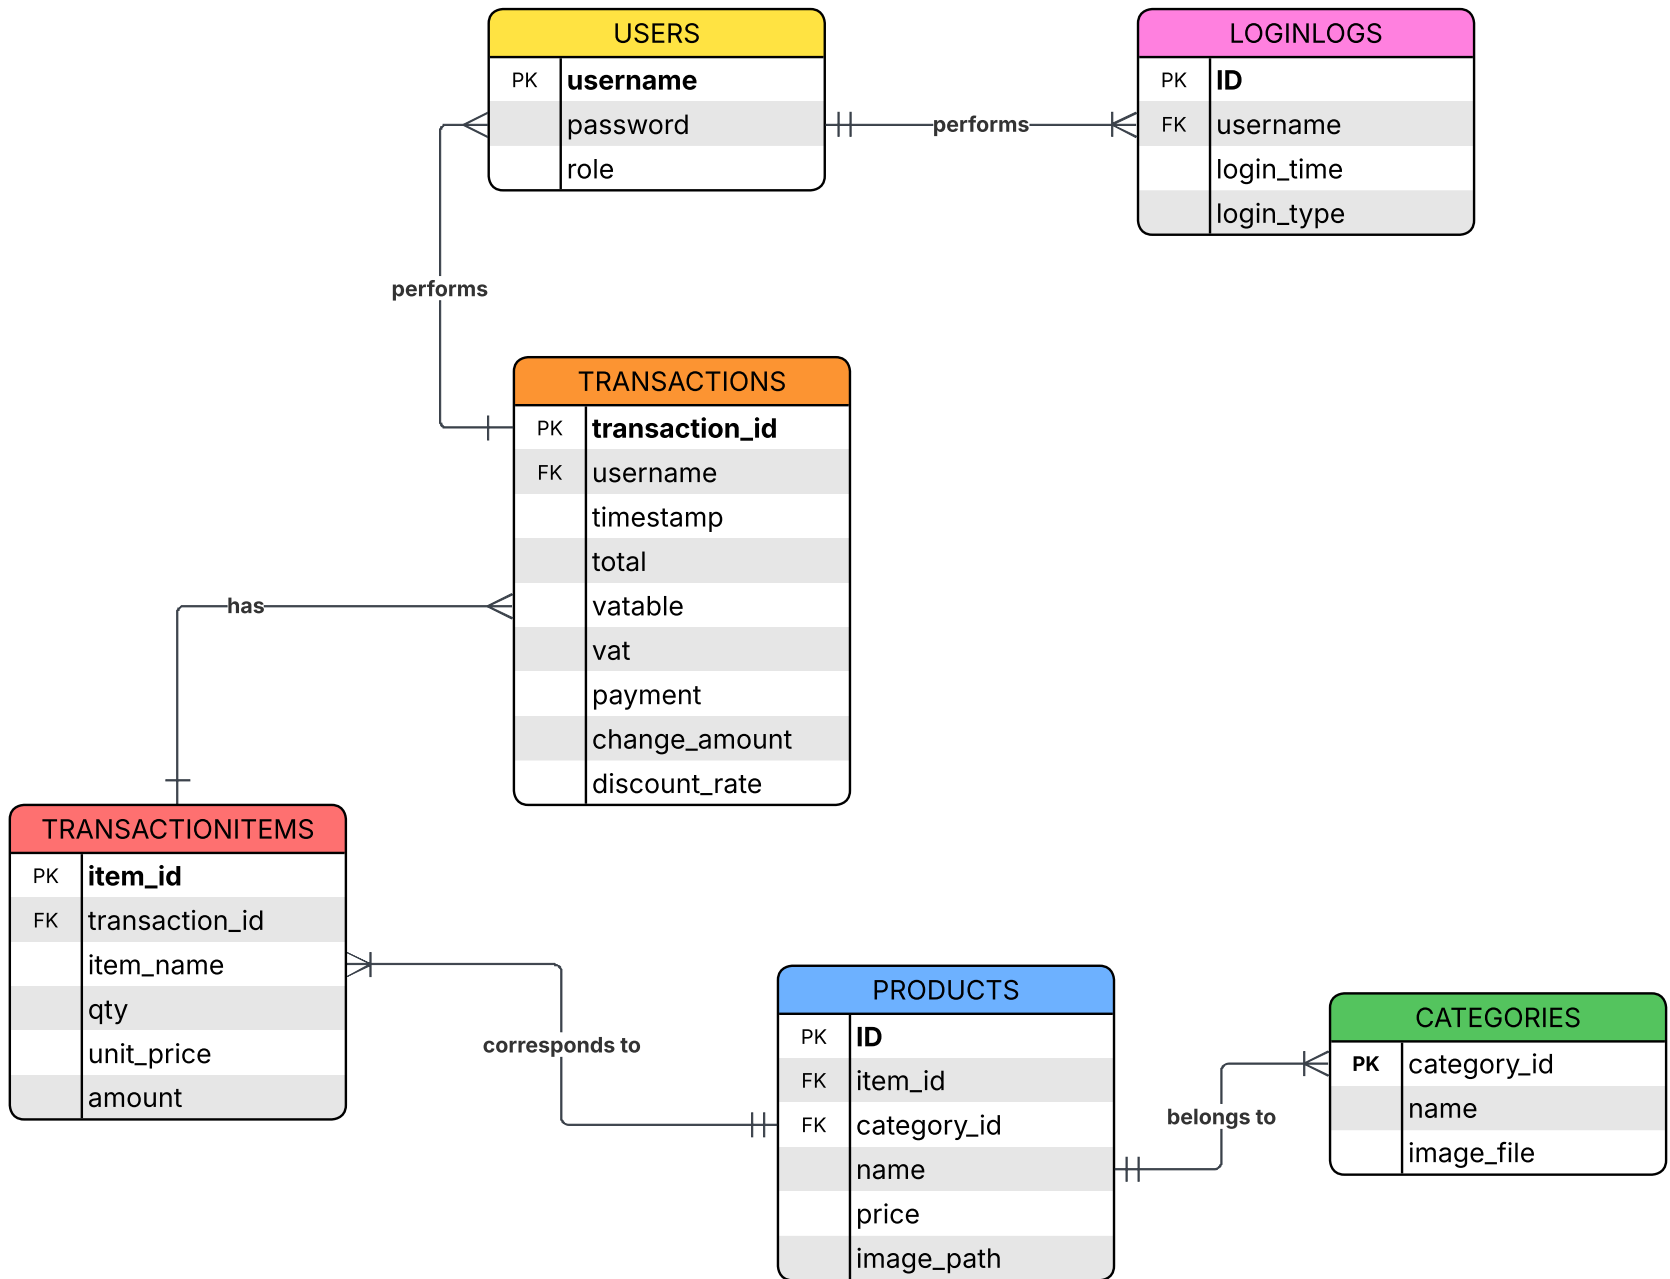 USERS
PK username
password
role
performs
LOGINLOGS
PK ID
FK username
login_time
login_type
performs
TRANSACTIONS
PK transaction_id
FK username
timestamp
total
vatable
vat
payment
change_amount
discount_rate
has
TRANSACTIONITEMS
PK item_id
FK transaction_id
item_name
qty
unit_price
amount
corresponds to
PRODUCTS
PK ID
FK item_id
FK category_id
name
price
image_path
belongs to
CATEGORIES
PK category_id
name
image_file